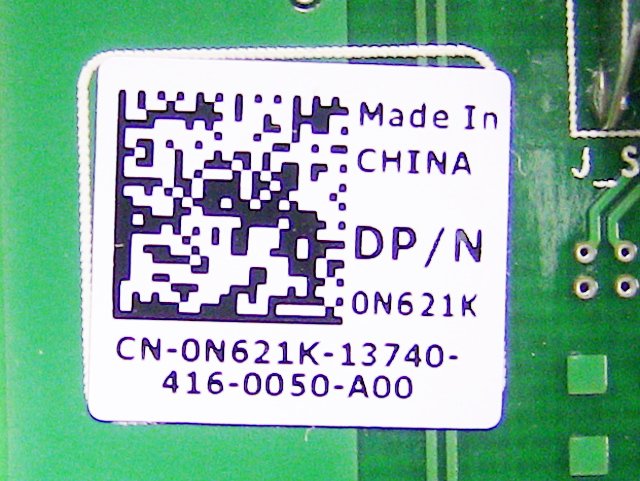 Made In
CHINA
DP/N
0N621K
CN-0N621K-13740-
416-0050-A00
J_S